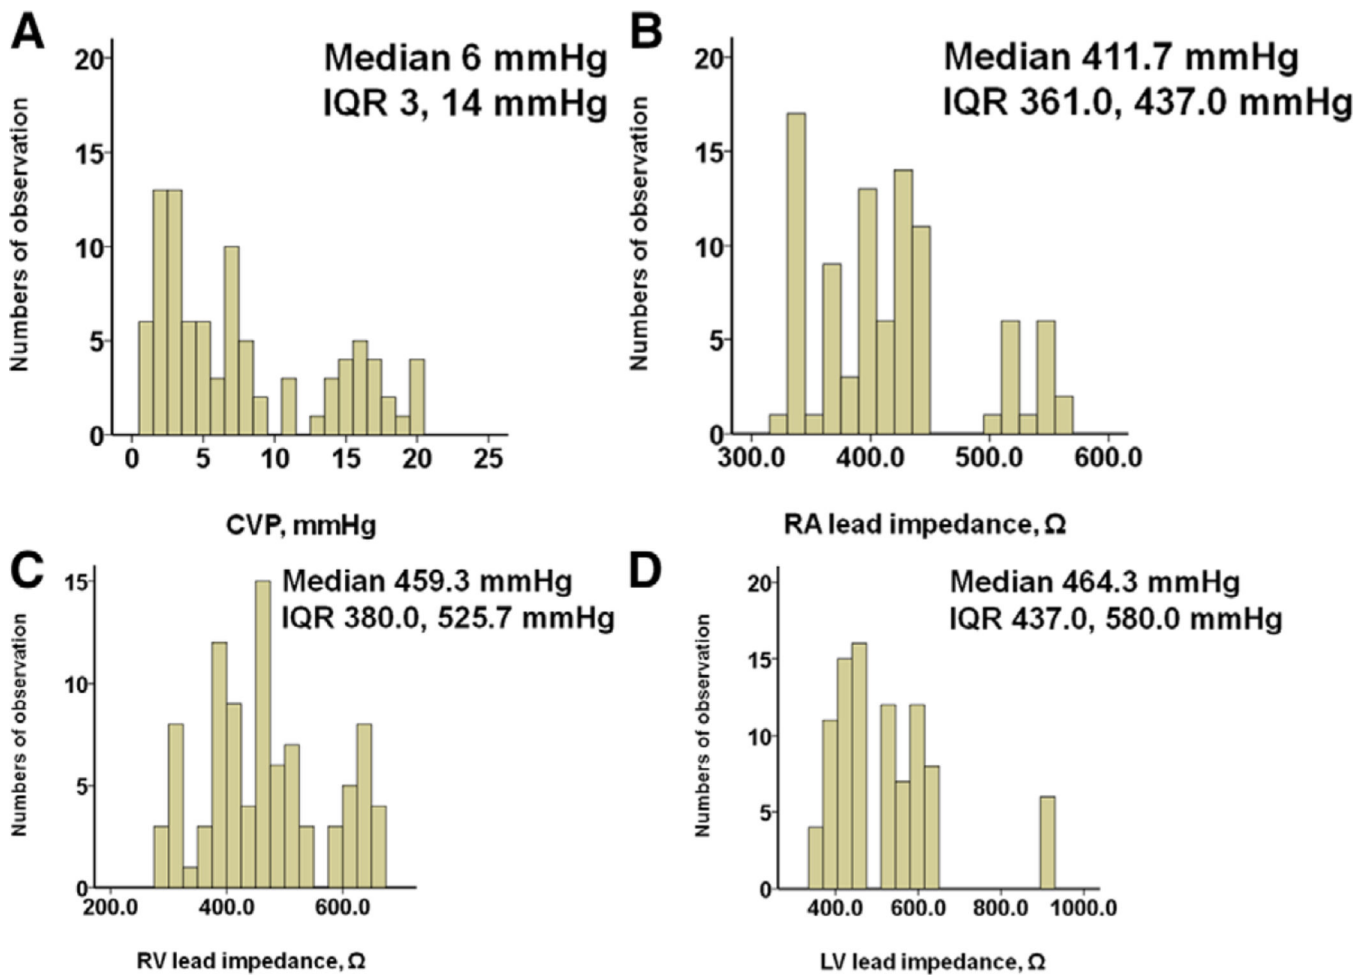 A
Median 6 mmHg
IQR 3, 14 mmHg
Numbers of observation
20
15
10
5
0
0 5 10 15 20 25
CVP, mmHg
B
Median 411.7 mmHg
IQR 361.0, 437.0 mmHg
Numbers of observation
20
15
10
5
0
300.0 400.0 500.0 600.0
RA lead impedance, Ω
C
Median 459.3 mmHg
IQR 380.0, 525.7 mmHg
Numbers of observation
15
10
5
0
200.0 400.0 600.0
RV lead impedance, Ω
D
Median 464.3 mmHg
IQR 437.0, 580.0 mmHg
Numbers of observation
20
15
10
5
0
400.0 600.0 800.0 1000.0
LV lead impedance, Ω